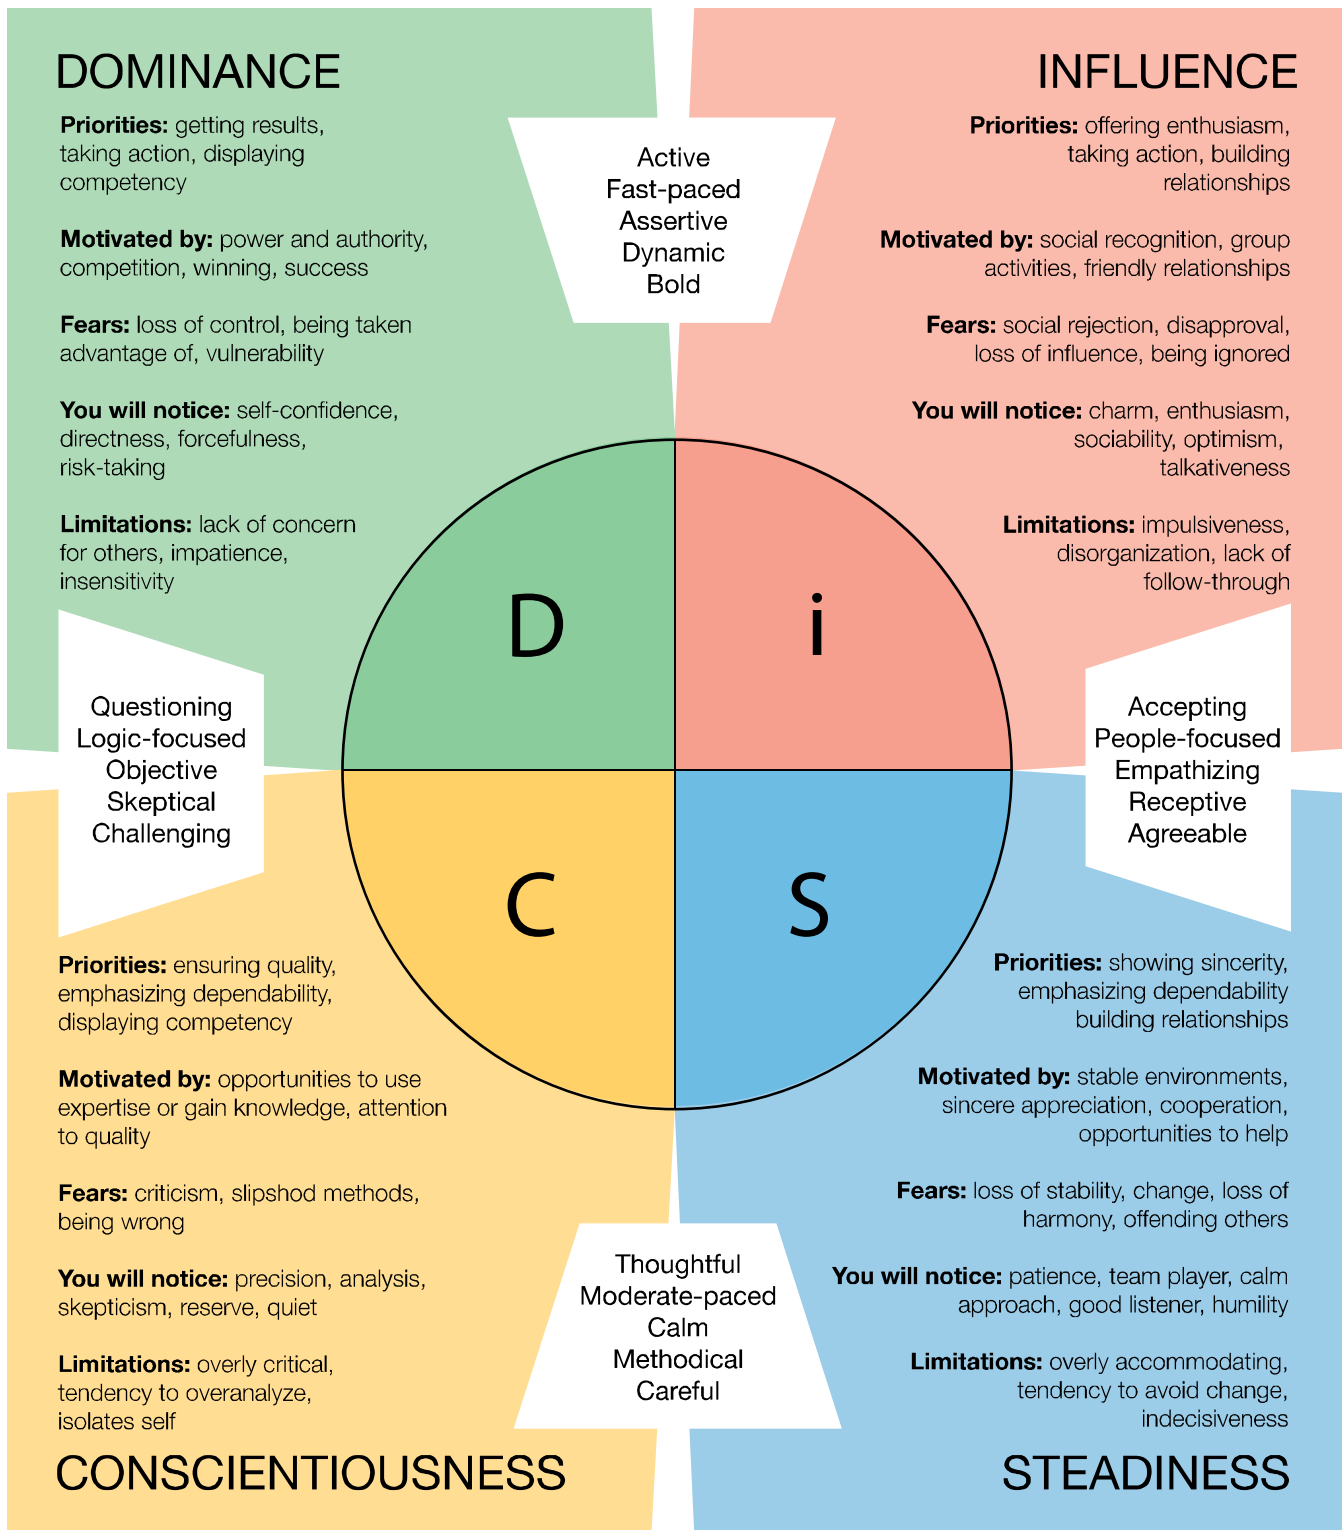 DOMINANCE
Priorities: getting results,
taking action, displaying
competency
Motivated by: power and authority,
competition, winning, success
Fears: loss of control, being taken
advantage of, vulnerability
You will notice: self-confidence,
directness, forcefulness,
risk-taking
Limitations: lack of concern
for others, impatience,
insensitivity
Active
Fast-paced
Assertive
Dynamic
Bold
INFLUENCE
Priorities: offering enthusiasm,
taking action, building
relationships
Motivated by: social recognition, group
activities, friendly relationships
Fears: social rejection, disapproval,
loss of influence, being ignored
You will notice: charm, enthusiasm,
sociability, optimism,
talkativeness
Limitations: impulsiveness,
disorganization, lack of
follow-through
D
i
Questioning
Logic-focused
Objective
Skeptical
Challenging
Accepting
People-focused
Empathizing
Receptive
Agreeable
C
S
Priorities: ensuring quality,
emphasizing dependability,
displaying competency
Motivated by: opportunities to use
expertise or gain knowledge, attention
to quality
Fears: criticism, slipshod methods,
being wrong
You will notice: precision, analysis,
skepticism, reserve, quiet
Limitations: overly critical,
tendency to overanalyze,
isolates self
CONSCIENTIOUSNESS
Thoughtful
Moderate-paced
Calm
Methodical
Careful
Priorities: showing sincerity,
emphasizing dependability
building relationships
Motivated by: stable environments,
sincere appreciation, cooperation,
opportunities to help
Fears: loss of stability, change, loss of
harmony, offending others
You will notice: patience, team player, calm
approach, good listener, humility
Limitations: overly accommodating,
tendency to avoid change,
indecisiveness
STEADINESS